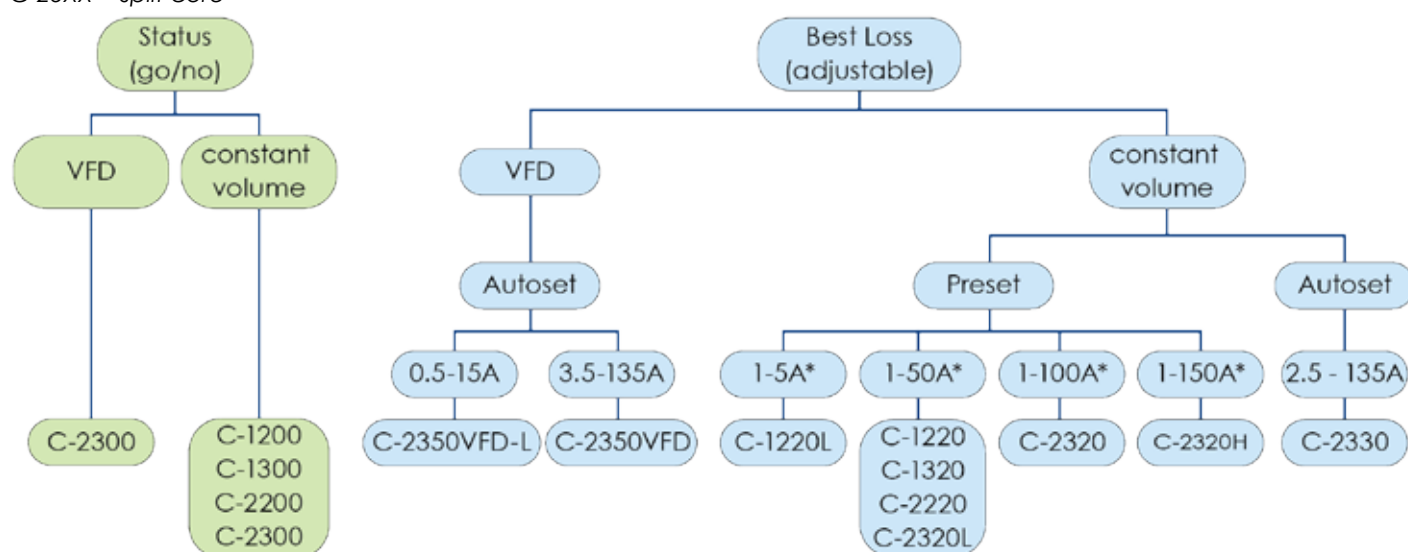 Status
(go/no)
Best Loss
(adjustable)
VFD
constant
volume
VFD
constant
volume
Autoset
Preset
Autoset
0.5-15A
3.5-135A
1-5A*
1-50A*
1-100A*
1-150A*
2.5 - 135A
C-2300
C-1200
C-1300
C-2200
C-2300
C-2350VFD-L
C-2350VFD
C-1220L
C-1220
C-1320
C-2220
C-2320L
C-2320
C-2320H
C-2330